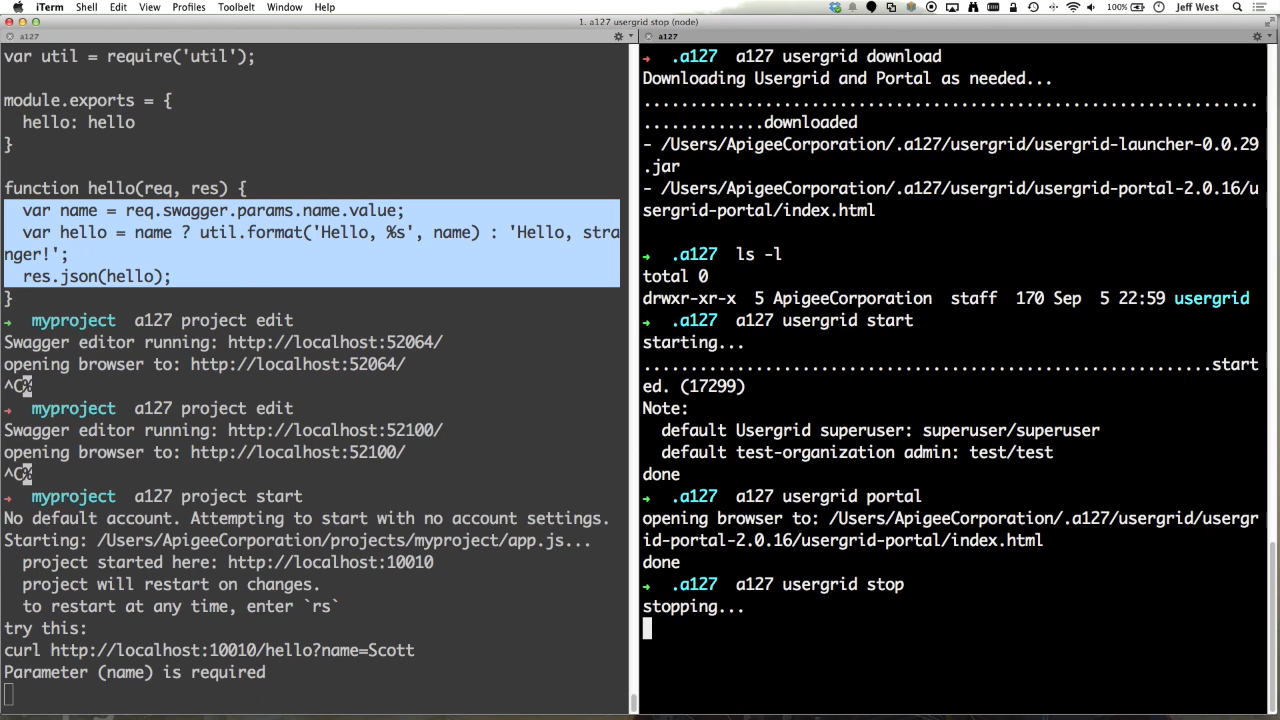 iTerm Shell Edit View Profiles Toolbelt Window Help 100% Jeff West
1. a127 usergrid stop (node)
a127
var util = require('util');
module.exports = {
hello: hello
}
function hello(req, res) {
var name = req.swagger.params.name.value;
var hello = name ? util.format('Hello, %s', name) : 'Hello, stra
nger!';
res.json(hello);
}
→ myproject a127 project edit
Swagger editor running: http://localhost:52064/
opening browser to: http://localhost:52064/
^C%
→ myproject a127 project edit
Swagger editor running: http://localhost:52100/
opening browser to: http://localhost:52100/
^C%
→ myproject a127 project start
No default account. Attempting to start with no account settings.
Starting: /Users/ApigeeCorporation/projects/myproject/app.js...
project started here: http://localhost:10010
project will restart on changes.
to restart at any time, enter `rs`
try this:
curl http://localhost:10010/hello?name=Scott
Parameter (name) is required
a127
→ .a127 a127 usergrid download
Downloading Usergrid and Portal as needed...
...................................................................
.............downloaded
- /Users/ApigeeCorporation/.a127/usergrid/usergrid-launcher-0.0.29
.jar
- /Users/ApigeeCorporation/.a127/usergrid/usergrid-portal-2.0.16/u
sergrid-portal/index.html
→ .a127 ls -l
total 0
drwxr-xr-x 5 ApigeeCorporation staff 170 Sep 5 22:59 usergrid
→ .a127 a127 usergrid start
starting...
.............................................................start
ed. (17299)
Note:
default Usergrid superuser: superuser/superuser
default test-organization admin: test/test
done
→ .a127 a127 usergrid portal
opening browser to: /Users/ApigeeCorporation/.a127/usergrid/usergr
id-portal-2.0.16/usergrid-portal/index.html
done
→ .a127 a127 usergrid stop
stopping...